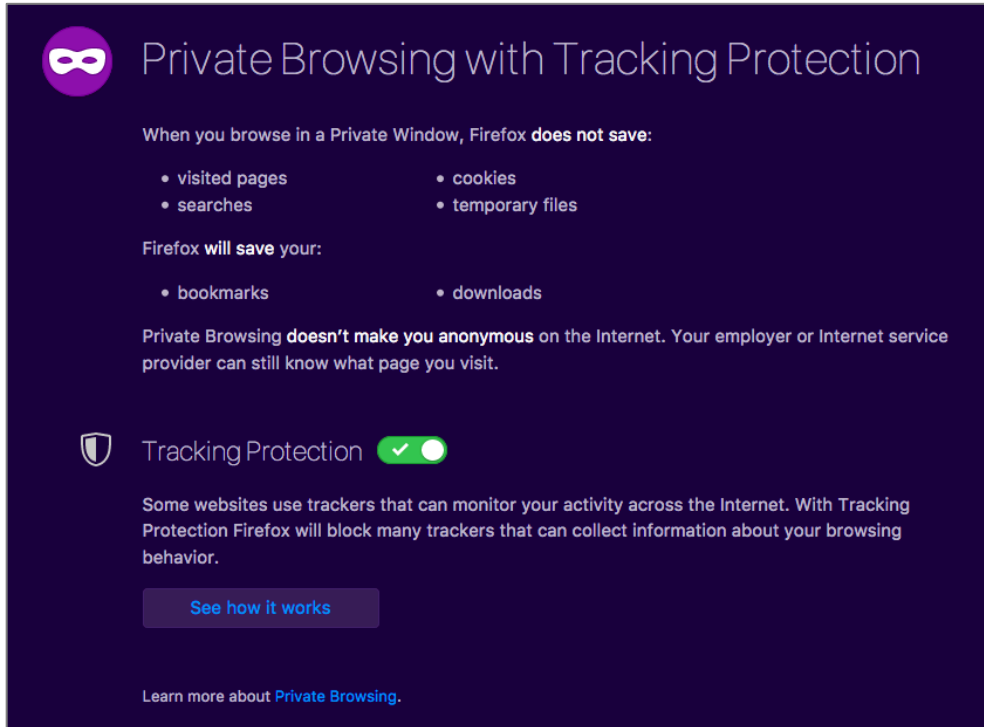 Private Browsing with Tracking Protection
When you browse in a Private Window, Firefox does not save:
• visited pages
• cookies
• searches
• temporary files
Firefox will save your:
• bookmarks
• downloads
Private Browsing doesn't make you anonymous on the Internet. Your employer or Internet service
provider can still know what page you visit.
Tracking Protection
Some websites use trackers that can monitor your activity across the Internet. With Tracking
Protection Firefox will block many trackers that can collect information about your browsing
behavior.
See how it works
Learn more about Private Browsing.